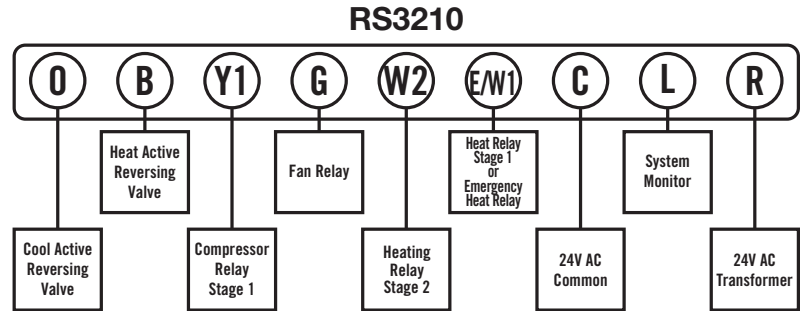 RS3210
O B Y1 G W2 E/W1 C L R
Heat Active
Reversing
Valve
Fan Relay
Heat Relay
Stage 1
or
Emergency
Heat Relay
System
Monitor
Cool Active
Reversing
Valve
Compressor
Relay
Stage 1
Heating
Relay
Stage 2
24V AC
Common
24V AC
Transformer